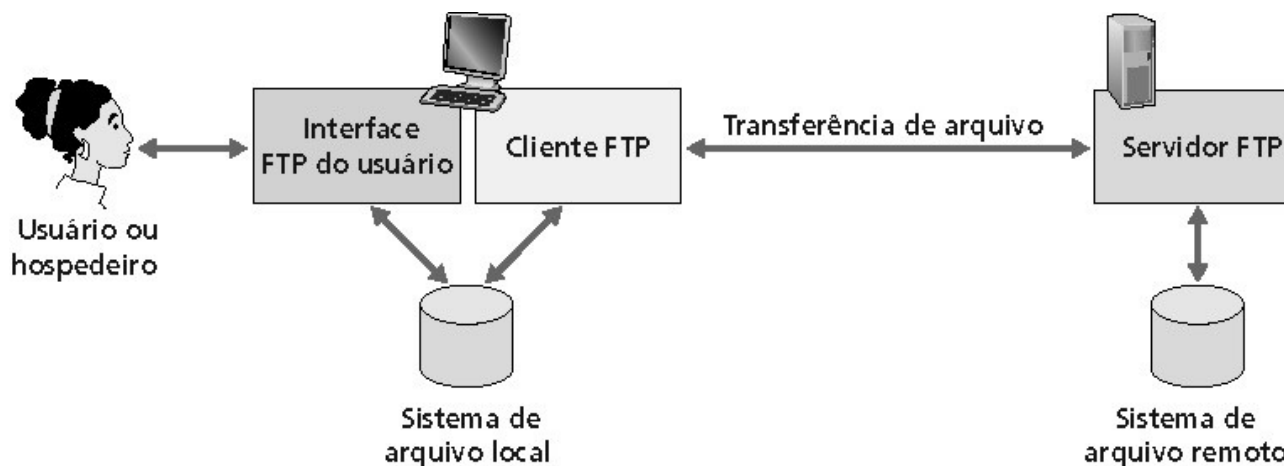 Usuário ou
hospedeiro
Interface
FTP do usuário
Cliente FTP
Transferência de arquivo
Servidor FTP
Sistema de
arquivo local
Sistema de
arquivo remoto